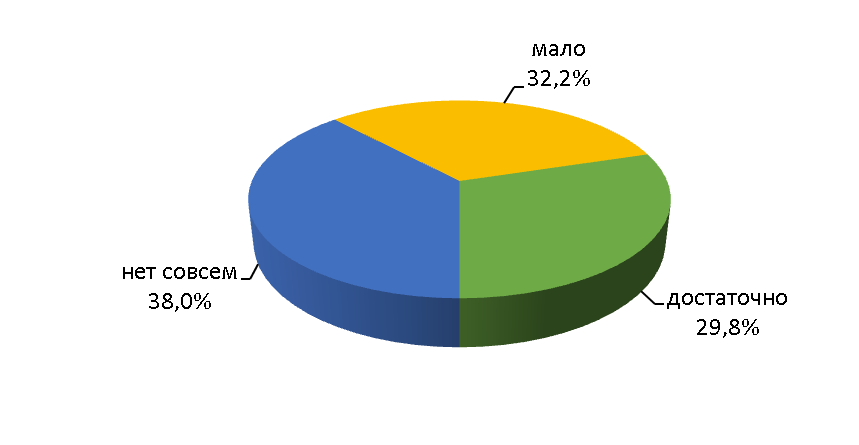 мало
32,2%
нет совсем
38,0%
достаточно
29,8%